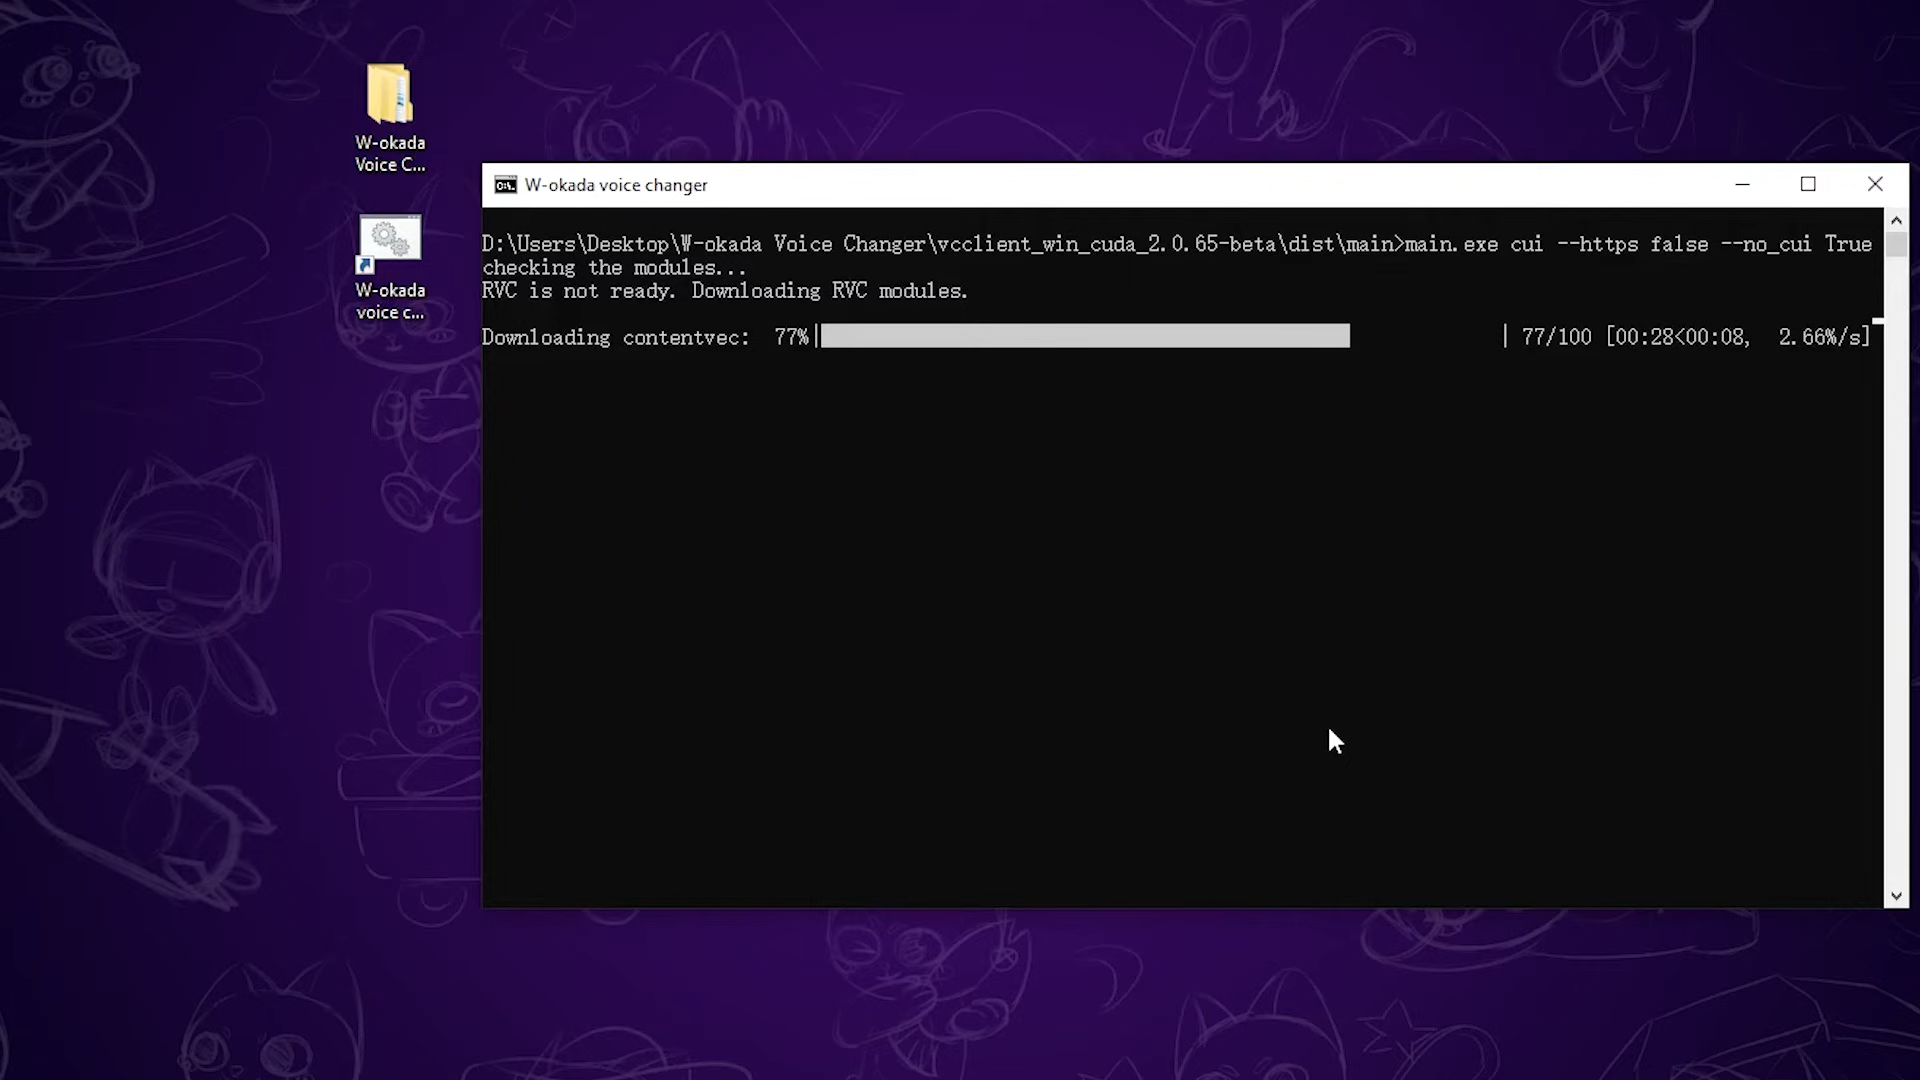 W-okada
Voice C...
W-okada
voice c...
W-okada voice changer
D:\Users\Desktop\W-okada Voice Changer\vcclient_win_cuda_2.0.65-beta\dist\main>main.exe cui --https false --no_cui True
checking the modules...
RVC is not ready. Downloading RVC modules.
Downloading contentvec: 77%| | 77/100 [00:28<00:08, 2.66%/s]